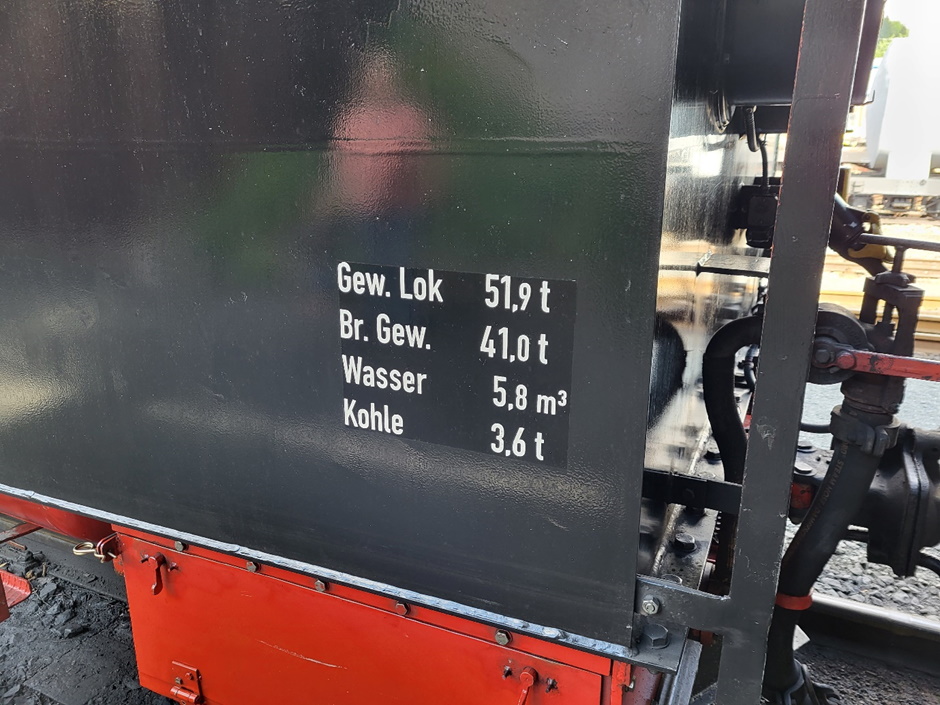 Gew. Lok 51,9 t
Br. Gew. 41,0 t
Wasser 5,8 m³
Kohle 3,6 t